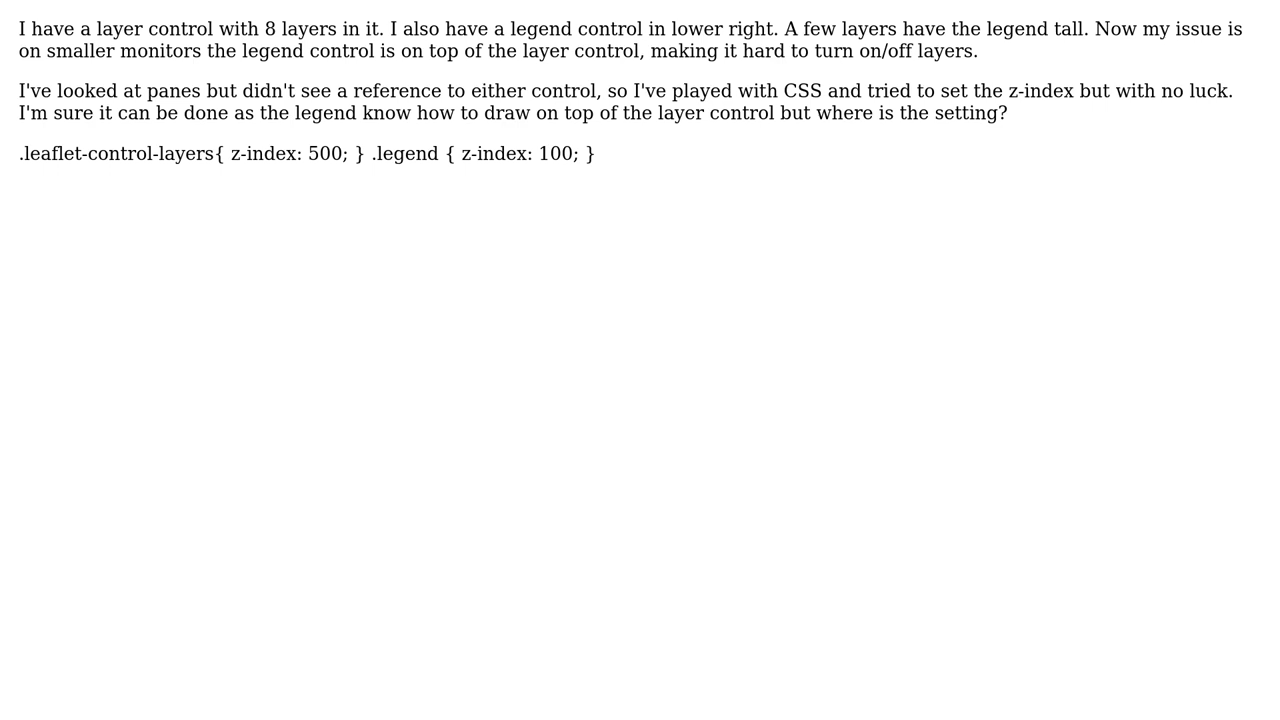 I have a layer control with 8 layers in it. I also have a legend control in lower right. A few layers have the legend tall. Now my issue is
on smaller monitors the legend control is on top of the layer control, making it hard to turn on/off layers.
I've looked at panes but didn't see a reference to either control, so I've played with CSS and tried to set the z-index but with no luck.
I'm sure it can be done as the legend know how to draw on top of the layer control but where is the setting?
.leaflet-control-layers{ z-index: 500; } .legend { z-index: 100; }